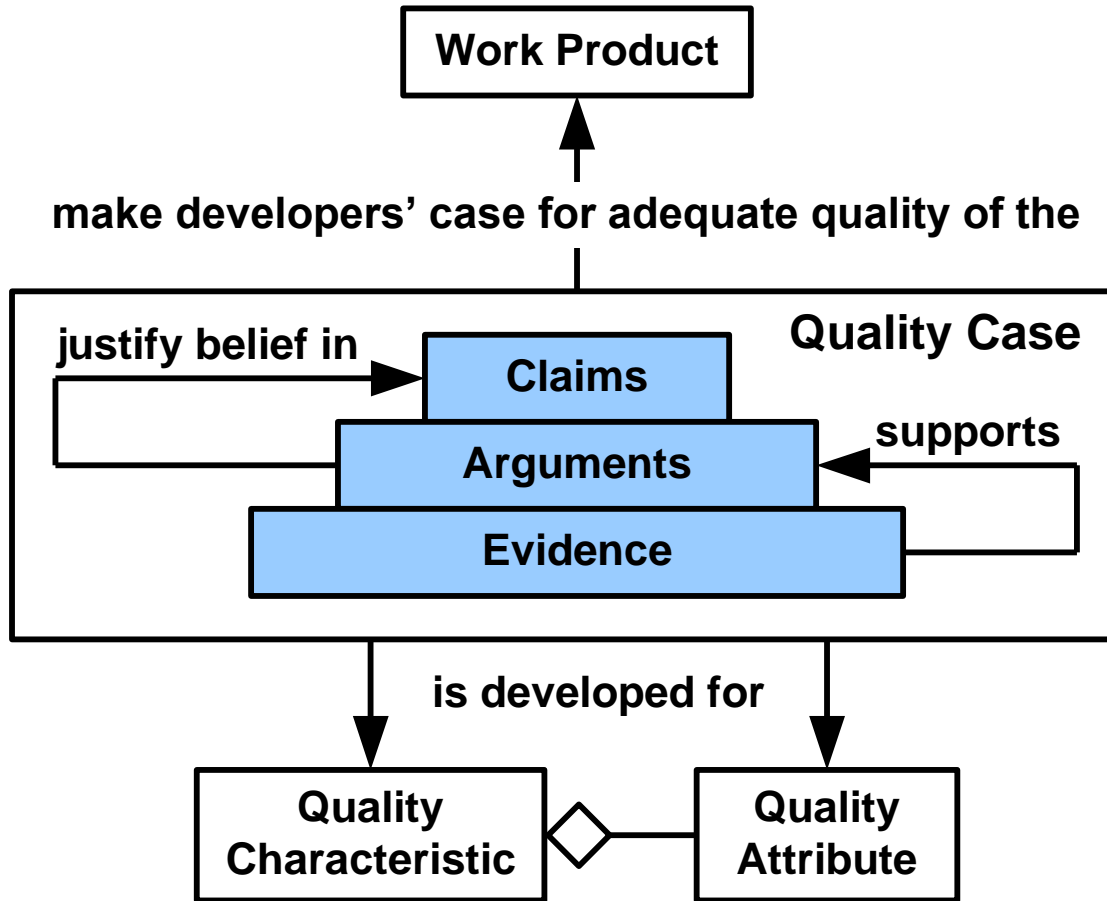 Work Product
make developers’ case for adequate quality of the
Quality Case
justify belief in
Claims
supports
Arguments
Evidence
is developed for
Quality
Characteristic
Quality
Attribute